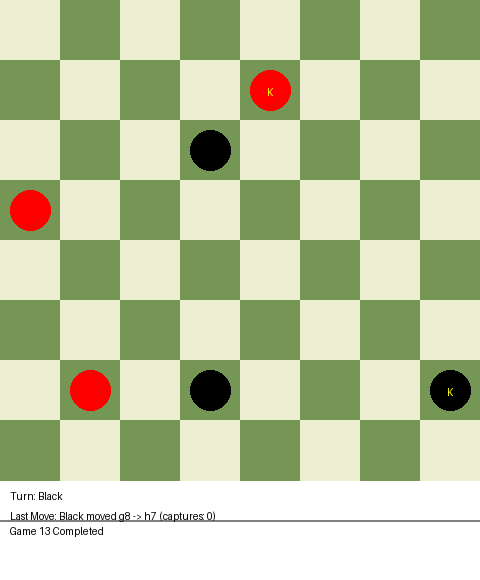 K
K
Turn: Black
Last Move: Black moved g8 -> h7 (captures: 0)
Game 13 Completed